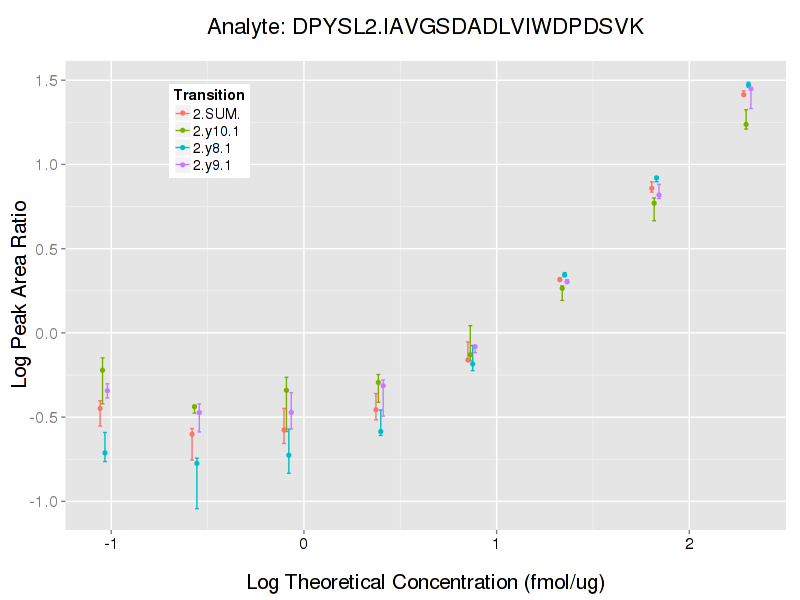 Analyte: DPYSL2.IAVGSDADLVIWDPDSVK
Log Peak Area Ratio
1.5
1.0
0.5
0.0
-0.5
-1.0
Transition
2.SUM.
2.y10.1
2.y8.1
2.y9.1
-1
0
1
2
Log Theoretical Concentration (fmol/ug)